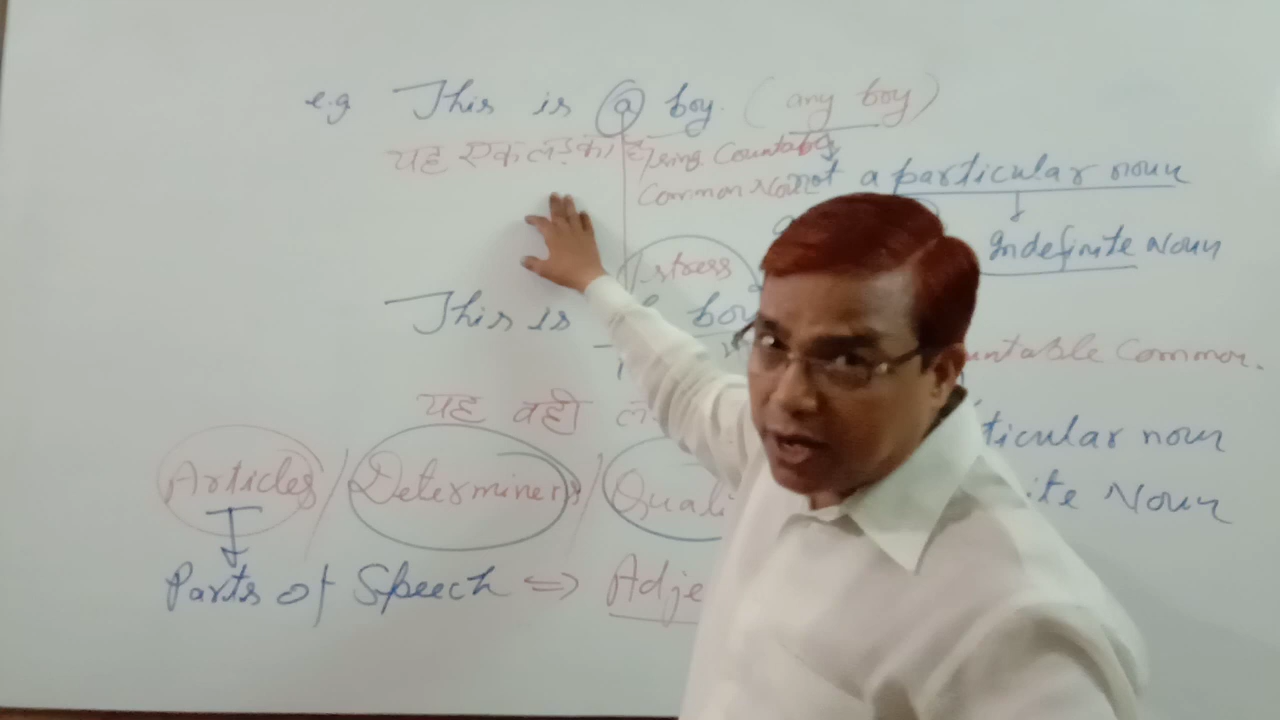 e.g This is a boy. (any boy)
यह एक लड़का है sing Countable
Common Noun not a particular noun
Indefinite Noun
stress
This is boy
untable Common.
यह वही ल
ticular noun
Articles / Determiners / Quali ite Noun
Parts of Speech ⇒ Adje